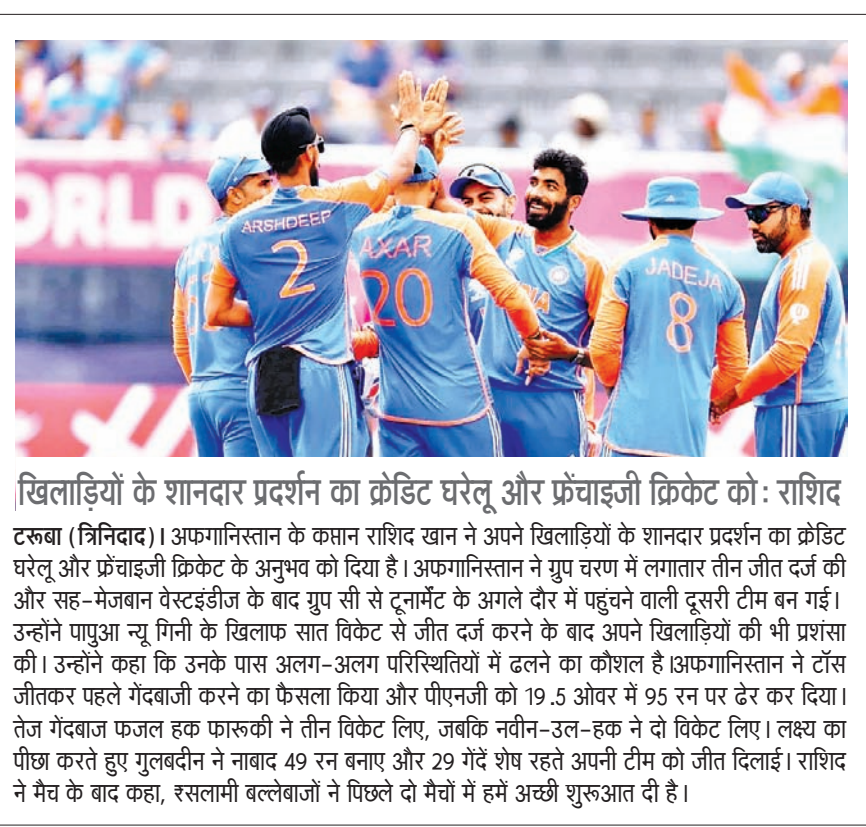 ORLD
ARSHDEEP
2
AXAR
20
JADEJA
8
खिलाड़ियों के शानदार प्रदर्शन का क्रेडिट घरेलू और फ्रेंचाइजी क्रिकेट को: राशिद
टरूबा (त्रिनिदाद)। अफगानिस्तान के कप्तान राशिद खान ने अपने खिलाड़ियों के शानदार प्रदर्शन का क्रेडिट
घरेलू और फ्रेंचाइजी क्रिकेट के अनुभव को दिया है। अफगानिस्तान ने ग्रुप चरण में लगातार तीन जीत दर्ज की
और सह-मेजबान वेस्टइंडीज के बाद ग्रुप सी से टूनार्मेंट के अगले दौर में पहुंचने वाली दूसरी टीम बन गई।
उन्होंने पापुआ न्यू गिनी के खिलाफ सात विकेट से जीत दर्ज करने के बाद अपने खिलाड़ियों की भी प्रशंसा
की। उन्होंने कहा कि उनके पास अलग-अलग परिस्थितियों में ढलने का कौशल है।अफगानिस्तान ने टॉस
जीतकर पहले गेंदबाजी करने का फैसला किया और पीएनजी को 19.5 ओवर में 95 रन पर ढेर कर दिया।
तेज गेंदबाज फजल हक फारूकी ने तीन विकेट लिए, जबकि नवीन-उल-हक ने दो विकेट लिए। लक्ष्य का
पीछा करते हुए गुलबदीन ने नाबाद 49 रन बनाए और 29 गेंदें शेष रहते अपनी टीम को जीत दिलाई। राशिद
ने मैच के बाद कहा, रुसलामी बल्लेबाजों ने पिछले दो मैचों में हमें अच्छी शुरूआत दी है।